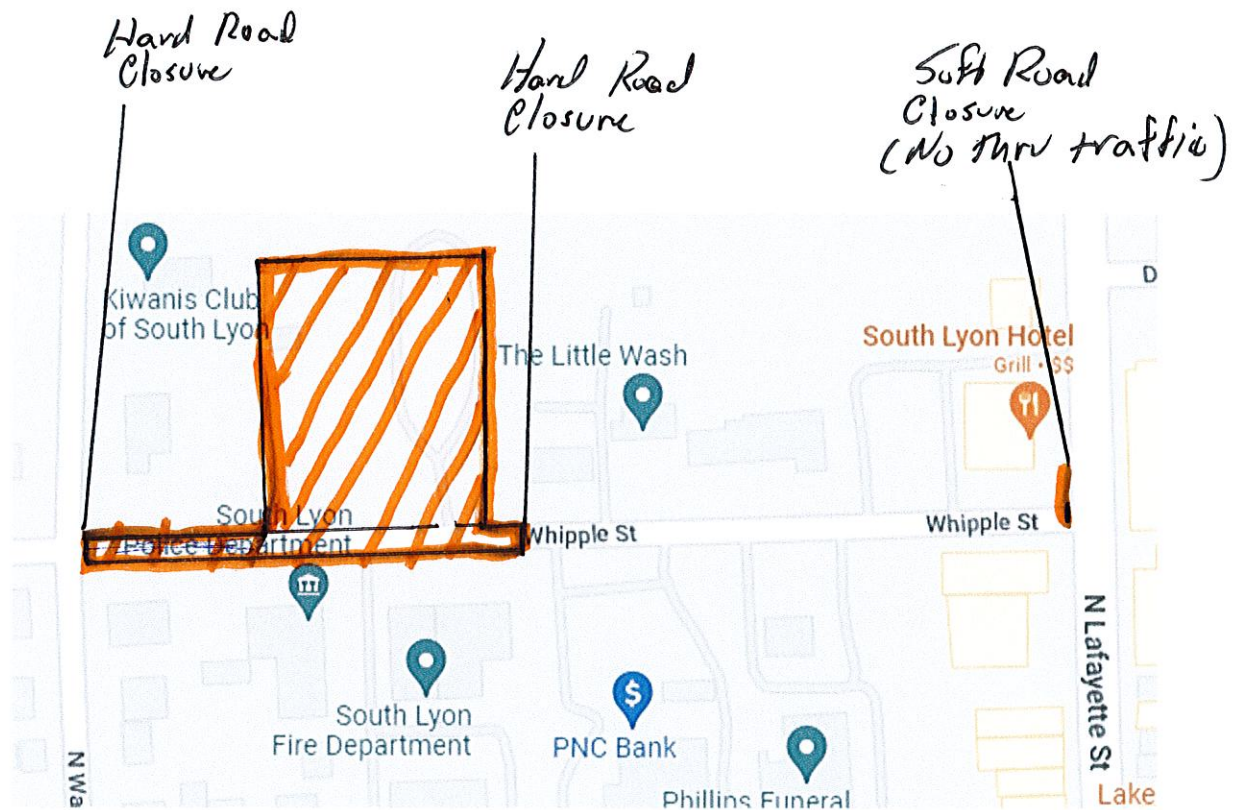 Hard Road
Closure
Hard Road
Closure
Soft Road
Closure
(No thru traffic)
Kiwanis Club
of South Lyon
D
The Little Wash
South Lyon Hotel
Grill • $$
South Lyon
Police Department
Whipple St
Whipple St
N Lafayette St
South Lyon
Fire Department
$
PNC Bank
Phillips Funeral
N Wa
Lake